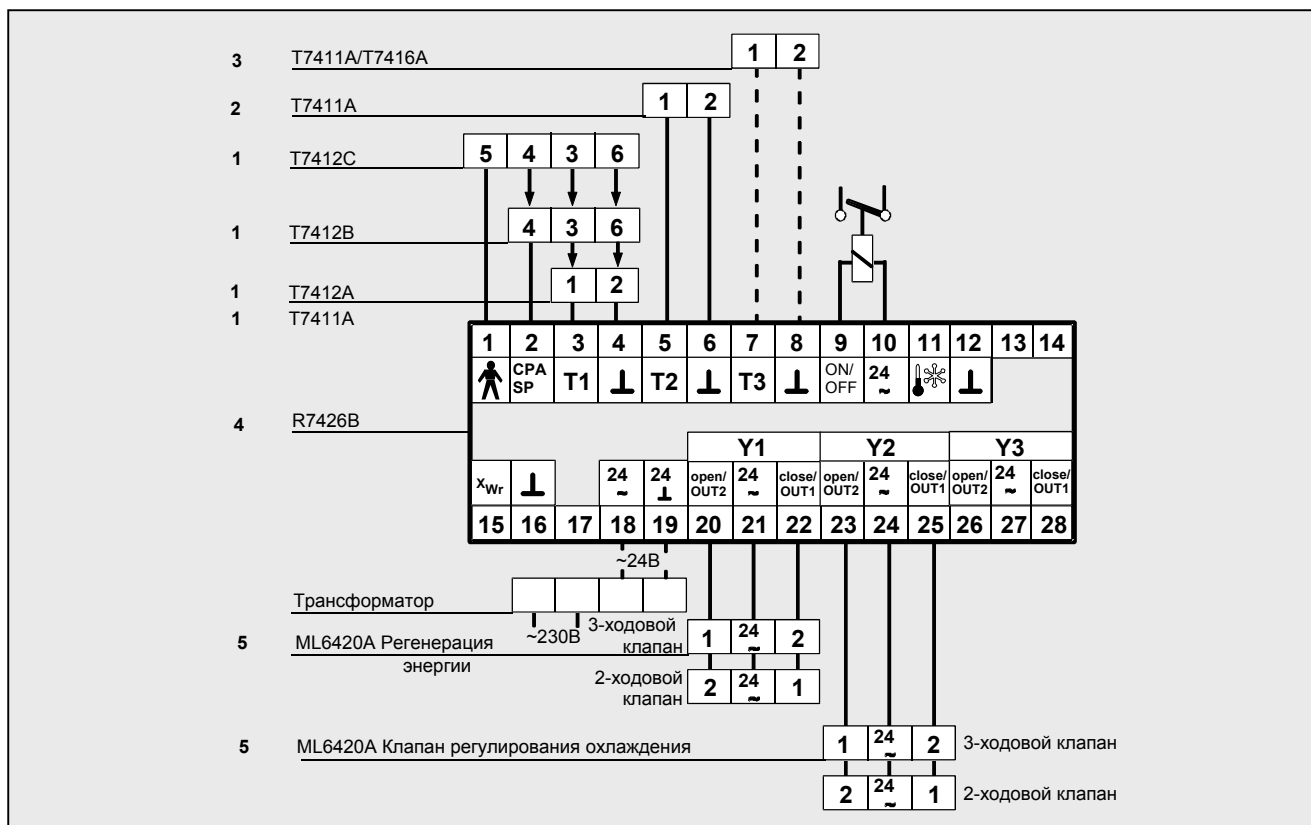 3 T7411A/T7416A 1 2
2 T7411A 1 2
1 T7412C 5 4 3 6
1 T7412B 4 3 6
1 T7412A 1 2
1 T7411A
1 2 3 4 5 6 7 8 9 10 11 12 13 14
CPA SP T1 ⊥ T2 ⊥ T3 ⊥ ON/ OFF 24 ~ ⊥
4 R7426B
Y1 Y2 Y3
xWr ⊥ 24 ~ 24 ⊥ open/ OUT2 24 ~ close/ OUT1 open/ OUT2 24 ~ close/ OUT1 open/ OUT2 24 ~ close/ OUT1
15 16 17 18 19 20 21 22 23 24 25 26 27 28
~24В
Трансформатор
~230В
3-ходовой
клапан
1 24 ~ 2
5 ML6420A Регенерация
энергии
2-ходовой
клапан
2 24 ~ 1
5 ML6420A Клапан регулирования охлаждения 1 24 ~ 2 3-ходовой клапан
2 24 ~ 1 2-ходовой клапан